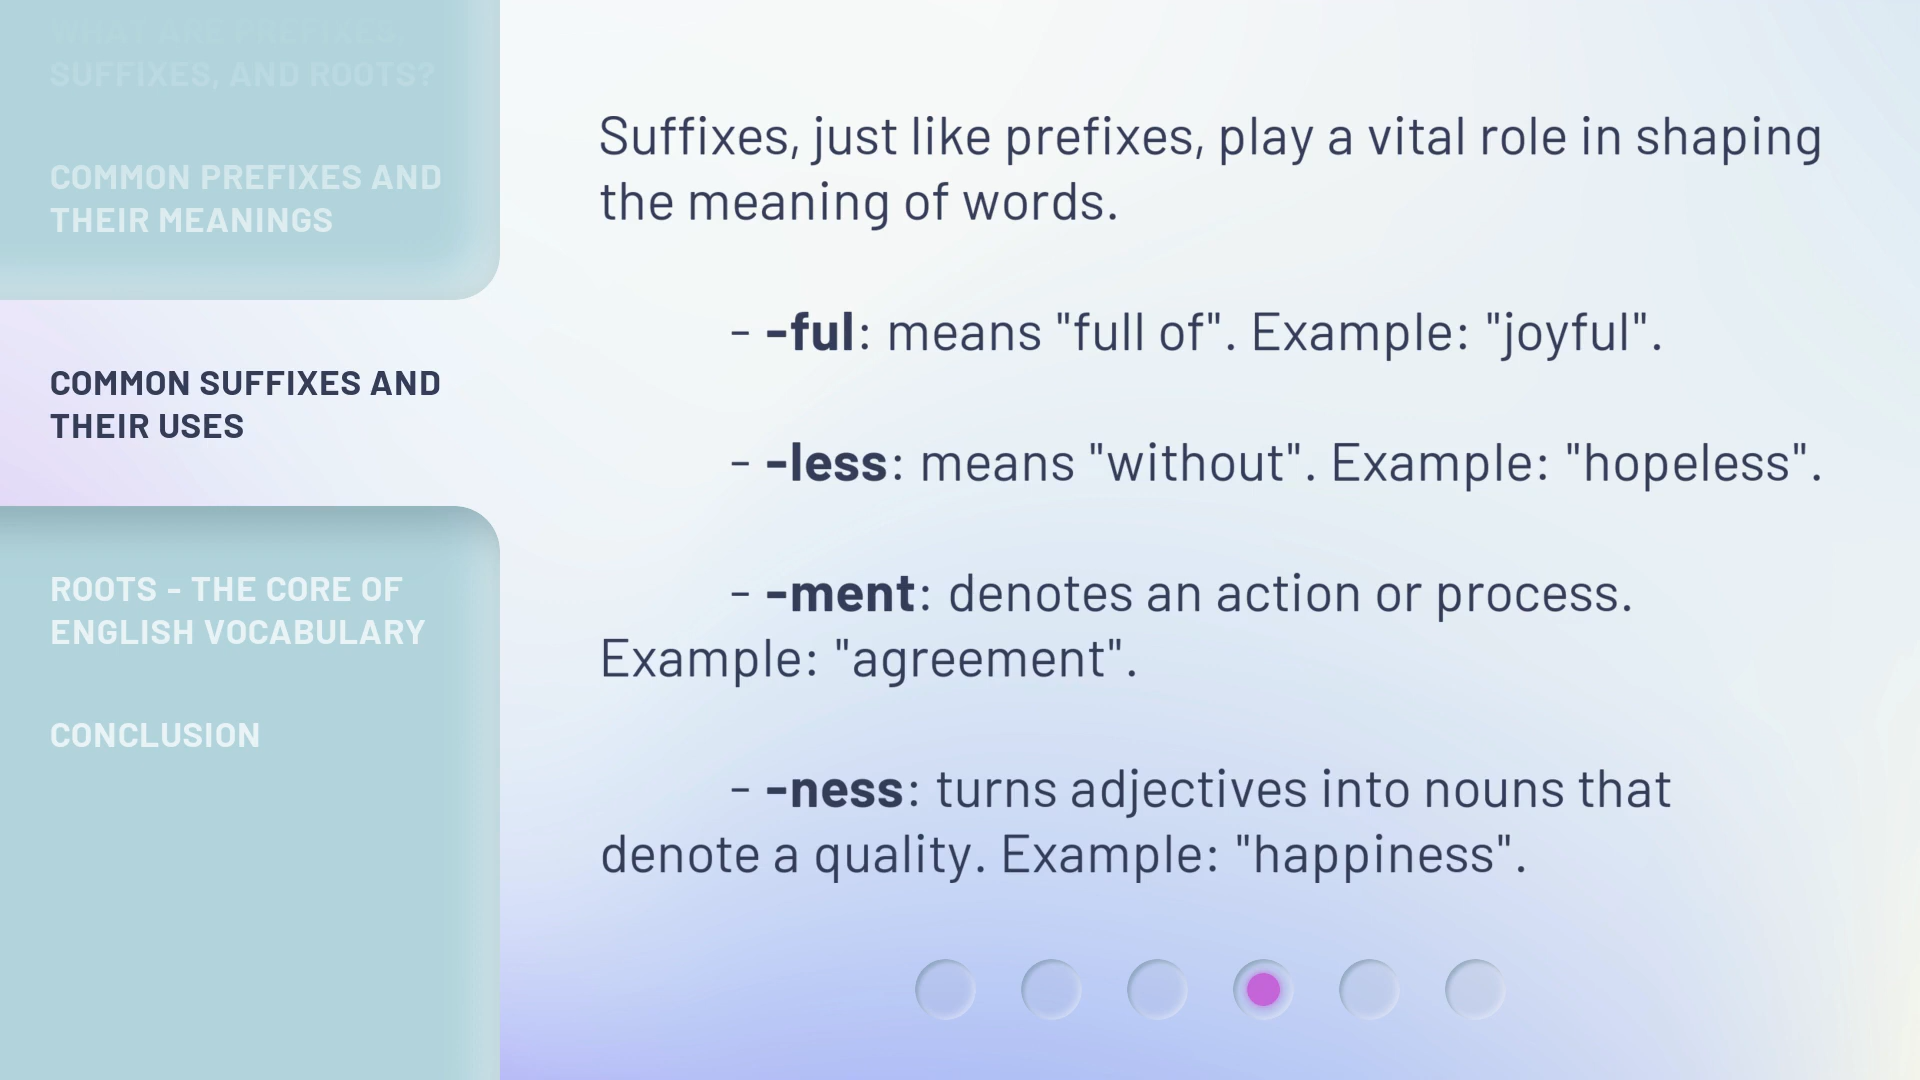 WHAT ARE PREFIXES,
SUFFIXES, AND ROOTS?
COMMON PREFIXES AND
THEIR MEANINGS
COMMON SUFFIXES AND
THEIR USES
ROOTS - THE CORE OF
ENGLISH VOCABULARY
CONCLUSION
Suffixes, just like prefixes, play a vital role in shaping
the meaning of words.
- -ful: means "full of". Example: "joyful".
- -less: means "without". Example: "hopeless".
- -ment: denotes an action or process.
Example: "agreement".
- -ness: turns adjectives into nouns that
denote a quality. Example: "happiness".